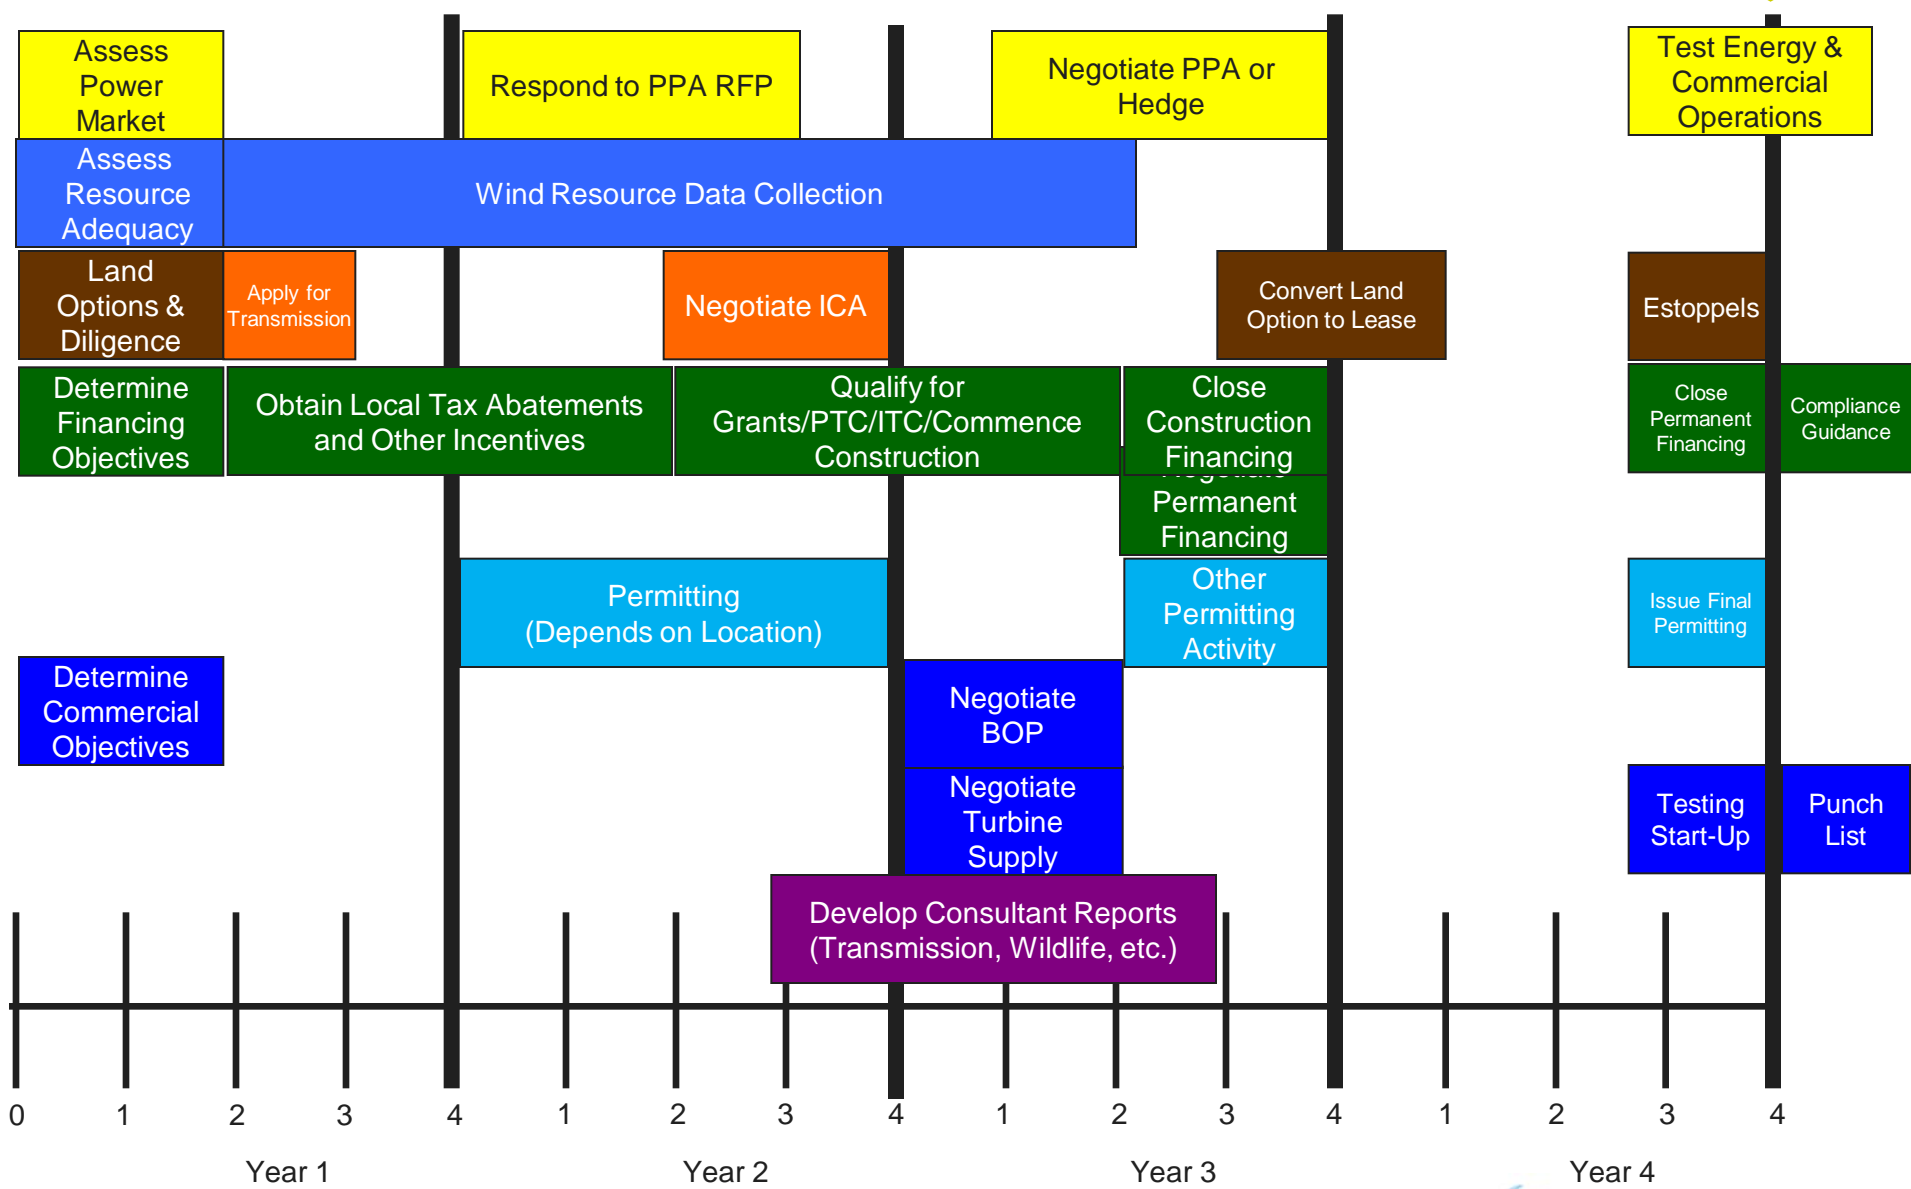 Assess
Power
Market
Respond to PPA RFP
Negotiate PPA or
Hedge
Test Energy &
Commercial
Operations
Assess
Resource
Adequacy
Wind Resource Data Collection
Land
Options &
Diligence
Apply for
Transmission
Negotiate ICA
Convert Land
Option to Lease
Estoppels
Determine
Financing
Objectives
Obtain Local Tax Abatements
and Other Incentives
Qualify for
Grants/PTC/ITC/Commence
Construction
Close
Construction
Financing
Close
Permanent
Financing
Compliance
Guidance
Negotiate
Permanent
Financing
Permitting
(Depends on Location)
Other
Permitting
Activity
Issue Final
Permitting
Determine
Commercial
Objectives
Negotiate
BOP
Negotiate
Turbine
Supply
Testing
Start-Up
Punch
List
Develop Consultant Reports
(Transmission, Wildlife, etc.)
0 1 2 3 4 1 2 3 4 1 2 3 4 1 2 3 4
Year 1 Year 2 Year 3 Year 4